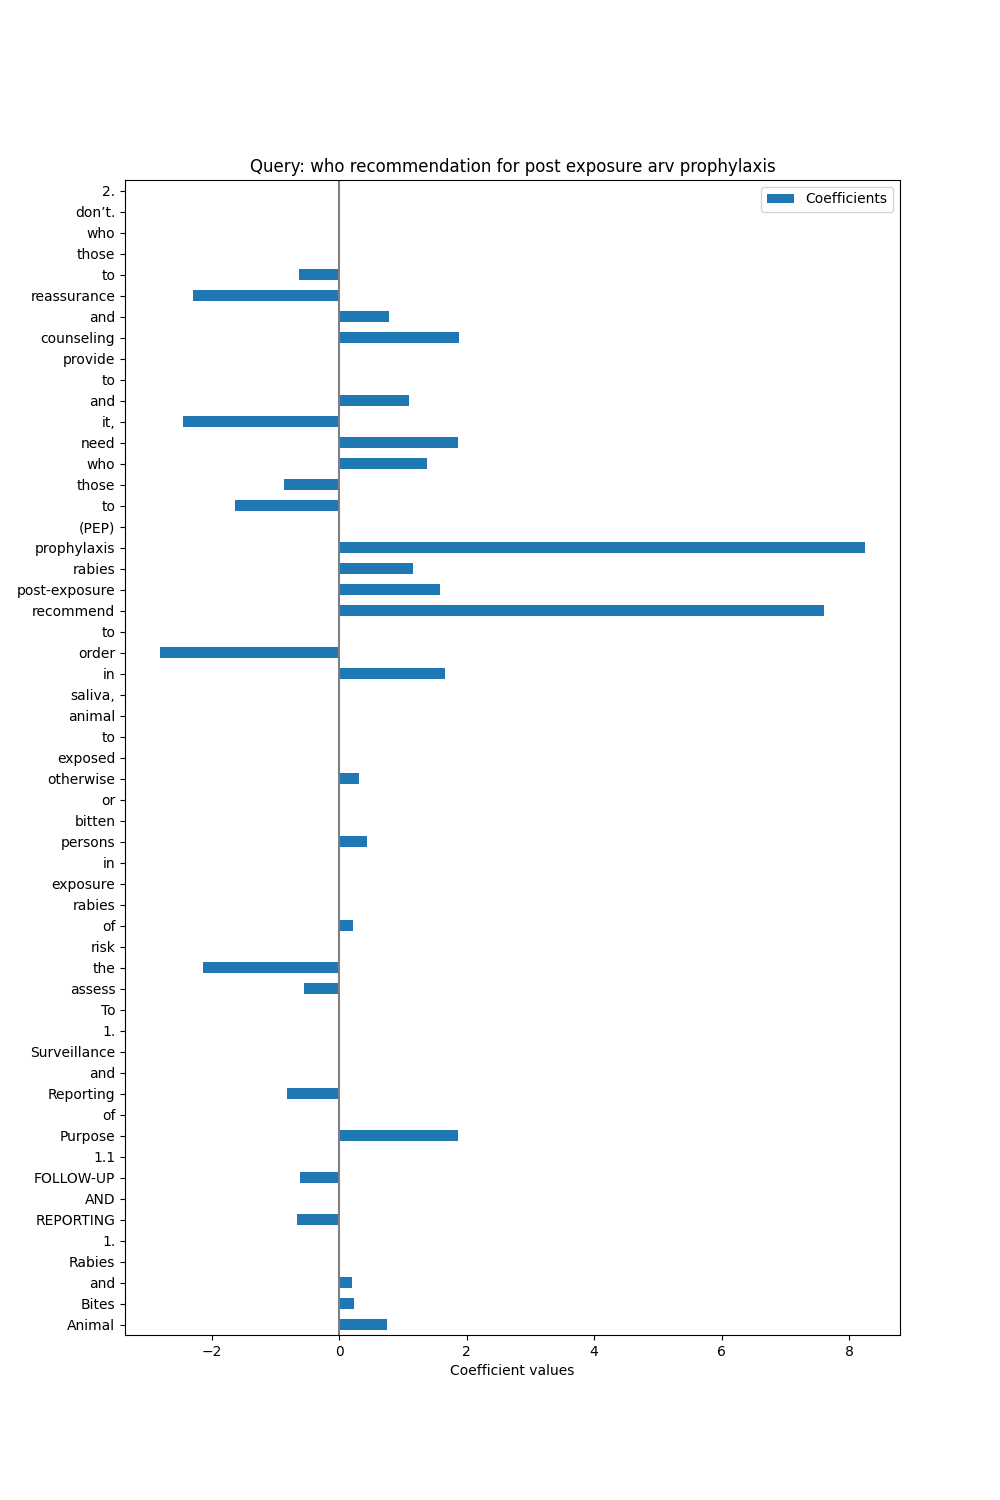 Query: who recommendation for post exposure arv prophylaxis
Coefficients
2.
don’t.
who
those
to
reassurance
and
counseling
provide
to
and
it,
need
who
those
to
(PEP)
prophylaxis
rabies
post-exposure
recommend
to
order
in
saliva,
animal
to
exposed
otherwise
or
bitten
persons
in
exposure
rabies
of
risk
the
assess
To
1.
Surveillance
and
Reporting
of
Purpose
1.1
FOLLOW-UP
AND
REPORTING
1.
Rabies
and
Bites
Animal
−2 0 2 4 6 8
Coefficient values